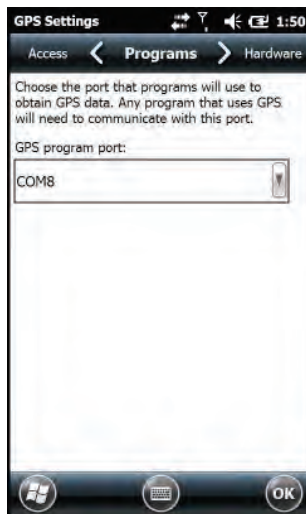 GPS Settings 1:50
Access Programs Hardware
Choose the port that programs will use to
obtain GPS data. Any program that uses GPS
will need to communicate with this port.
GPS program port:
COM8
OK